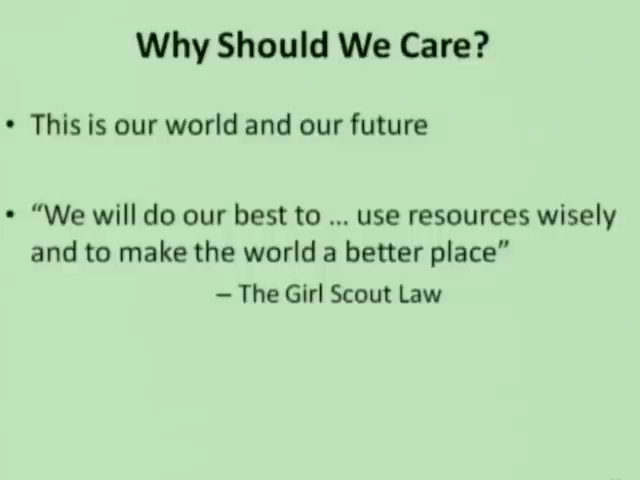 Why Should We Care?
• This is our world and our future
• “We will do our best to ... use resources wisely
and to make the world a better place”
– The Girl Scout Law